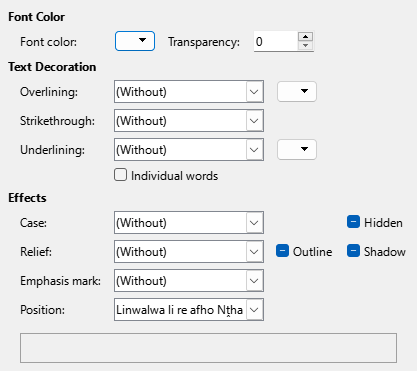 Font Color
Font color: Transparency: 0
Text Decoration
Overlining: (Without)
Strikethrough: (Without)
Underlining: (Without)
Individual words
Effects
Case: (Without) Hidden
Relief: (Without) Outline Shadow
Emphasis mark: (Without)
Position: Linwalwa li re afho Nṱha